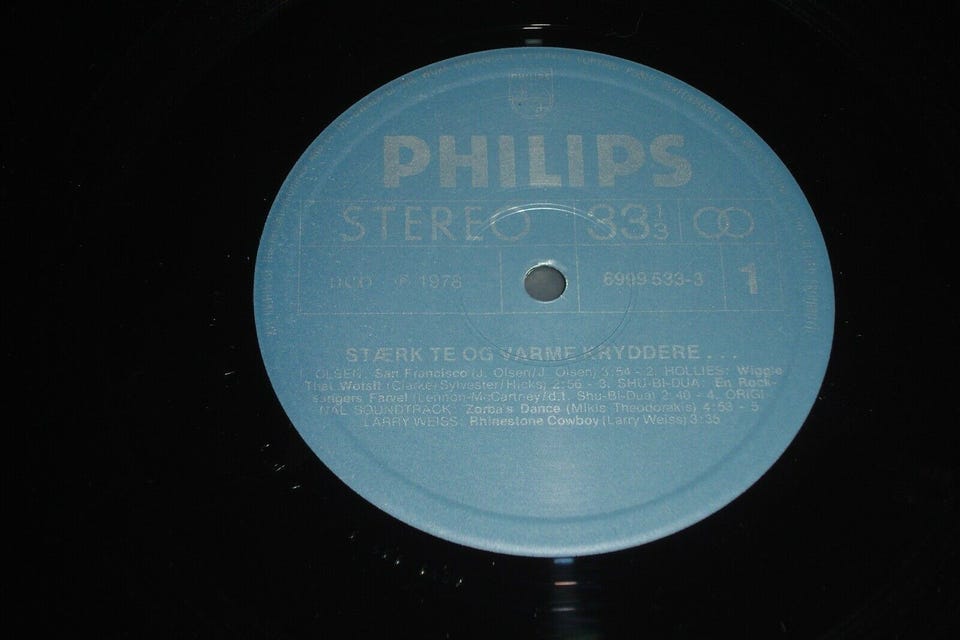 PHILIPS
PHILIPS
STEREO 33 1/3
℗ 1978 6999 533-3 1
STÆRK TE OG VARME KRYDDERE . . .
OLSEN: San Francisco (J. Olsen/J. Olsen) 3:54 - 2. HOLLIES: Wiggle
That Wotsit (Clarke/Sylvester/Hicks) 2:56 - 3. SHU-BI-DUA: En Rock-
sangers Farvel (Lennon-McCartney/d.t. Shu-Bi-Dua) 2:40 - 4. ORIGI
NAL SOUNDTRACK: Zorba's Dance (Mikis Theodorakis) 4:53 - 5.
LARRY WEISS: Rhinestone Cowboy (Larry Weiss) 3:35